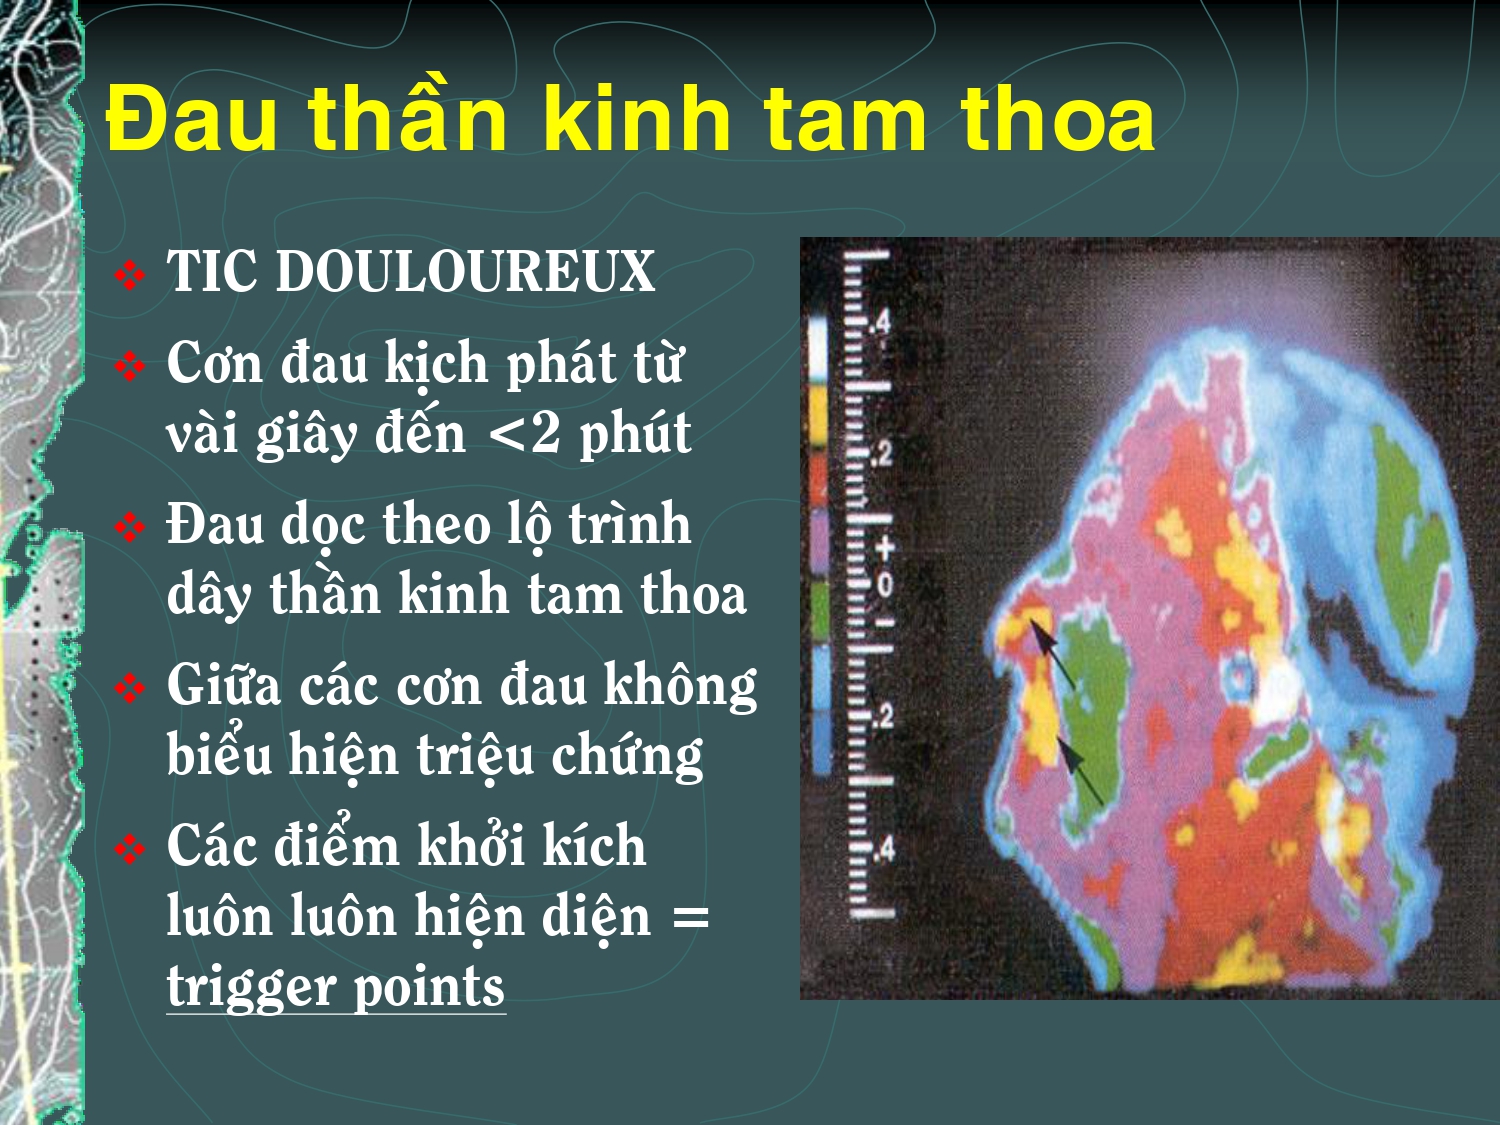 Đau thần kinh tam thoa
TIC DOULOUREUX
Cơn đau kịch phát từ
vài giây đến <2 phút
Đau dọc theo lộ trình
dây thần kinh tam thoa
Giữa các cơn đau không
biểu hiện triệu chứng
Các điểm khởi kích
luôn luôn hiện diện =
trigger points
.4
.2
+
0
-
.2
.4